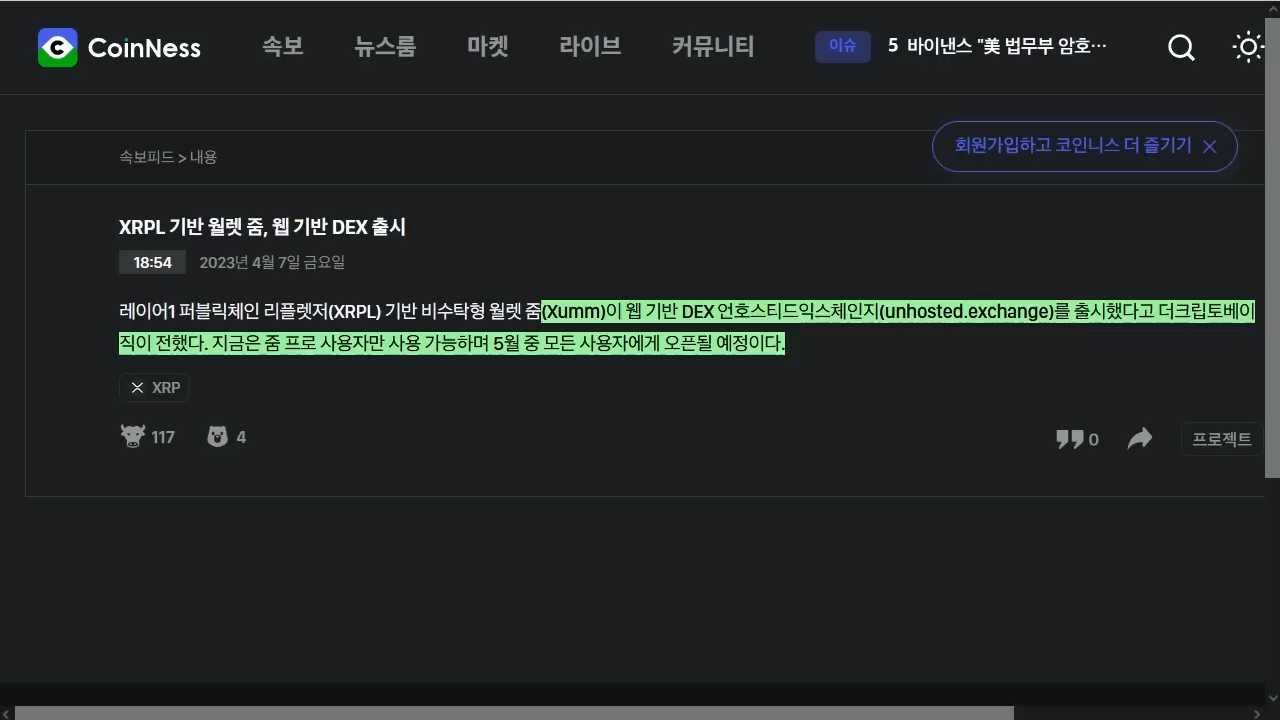 CoinNess 속보 뉴스룸 마켓 라이브 커뮤니티 이슈 5 바이낸스 "美 법무부 암호…
속보피드 > 내용
회원가입하고 코인니스 더 즐기기
XRPL 기반 월렛 줌, 웹 기반 DEX 출시
18:54 2023년 4월 7일 금요일
레이어1 퍼블릭체인 리플렛저(XRPL) 기반 비수탁형 월렛 줌(Xumm)이 웹 기반 DEX 언호스티드익스체인지(unhosted.exchange)를 출시했다고 더크립토베이
직이 전했다. 지금은 줌 프로 사용자만 사용 가능하며 5월 중 모든 사용자에게 오픈될 예정이다.
XRP
117 4 0 프로젝트